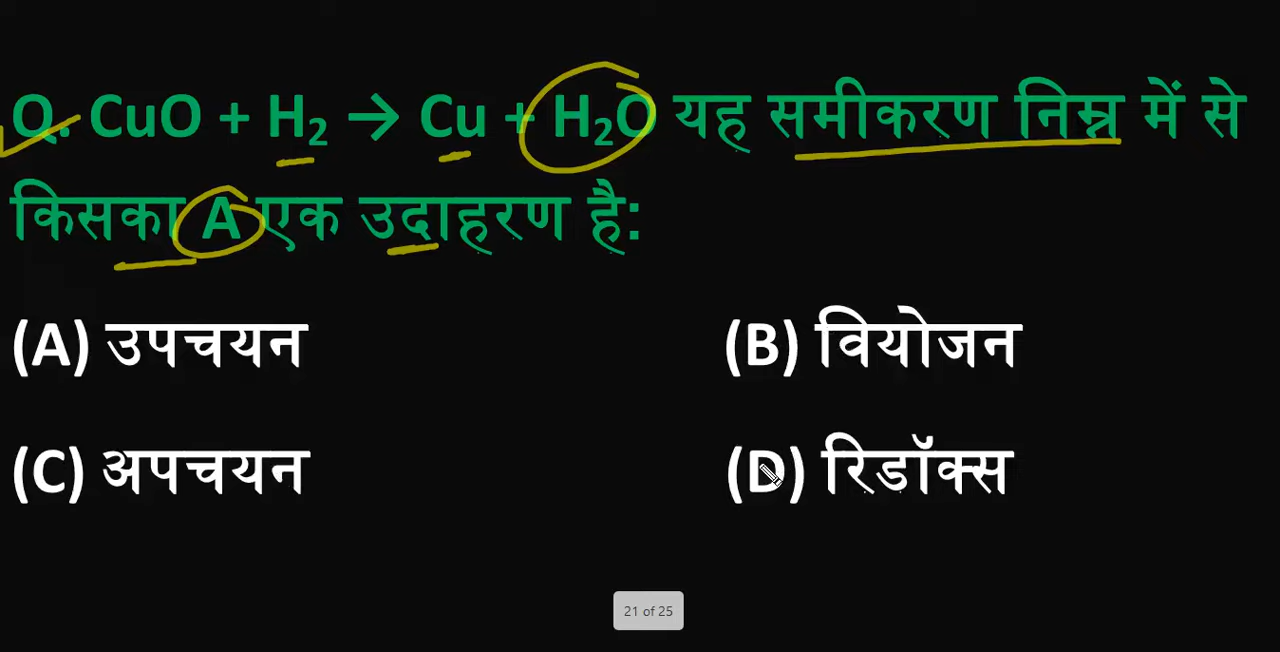 Q. CuO + H₂ → Cu + H₂O यह समीकरण निम्न में से
किसका A एक उदाहरण है:
(A) उपचयन (B) वियोजन
(C) अपचयन (D) रिडॉक्स
21 of 25